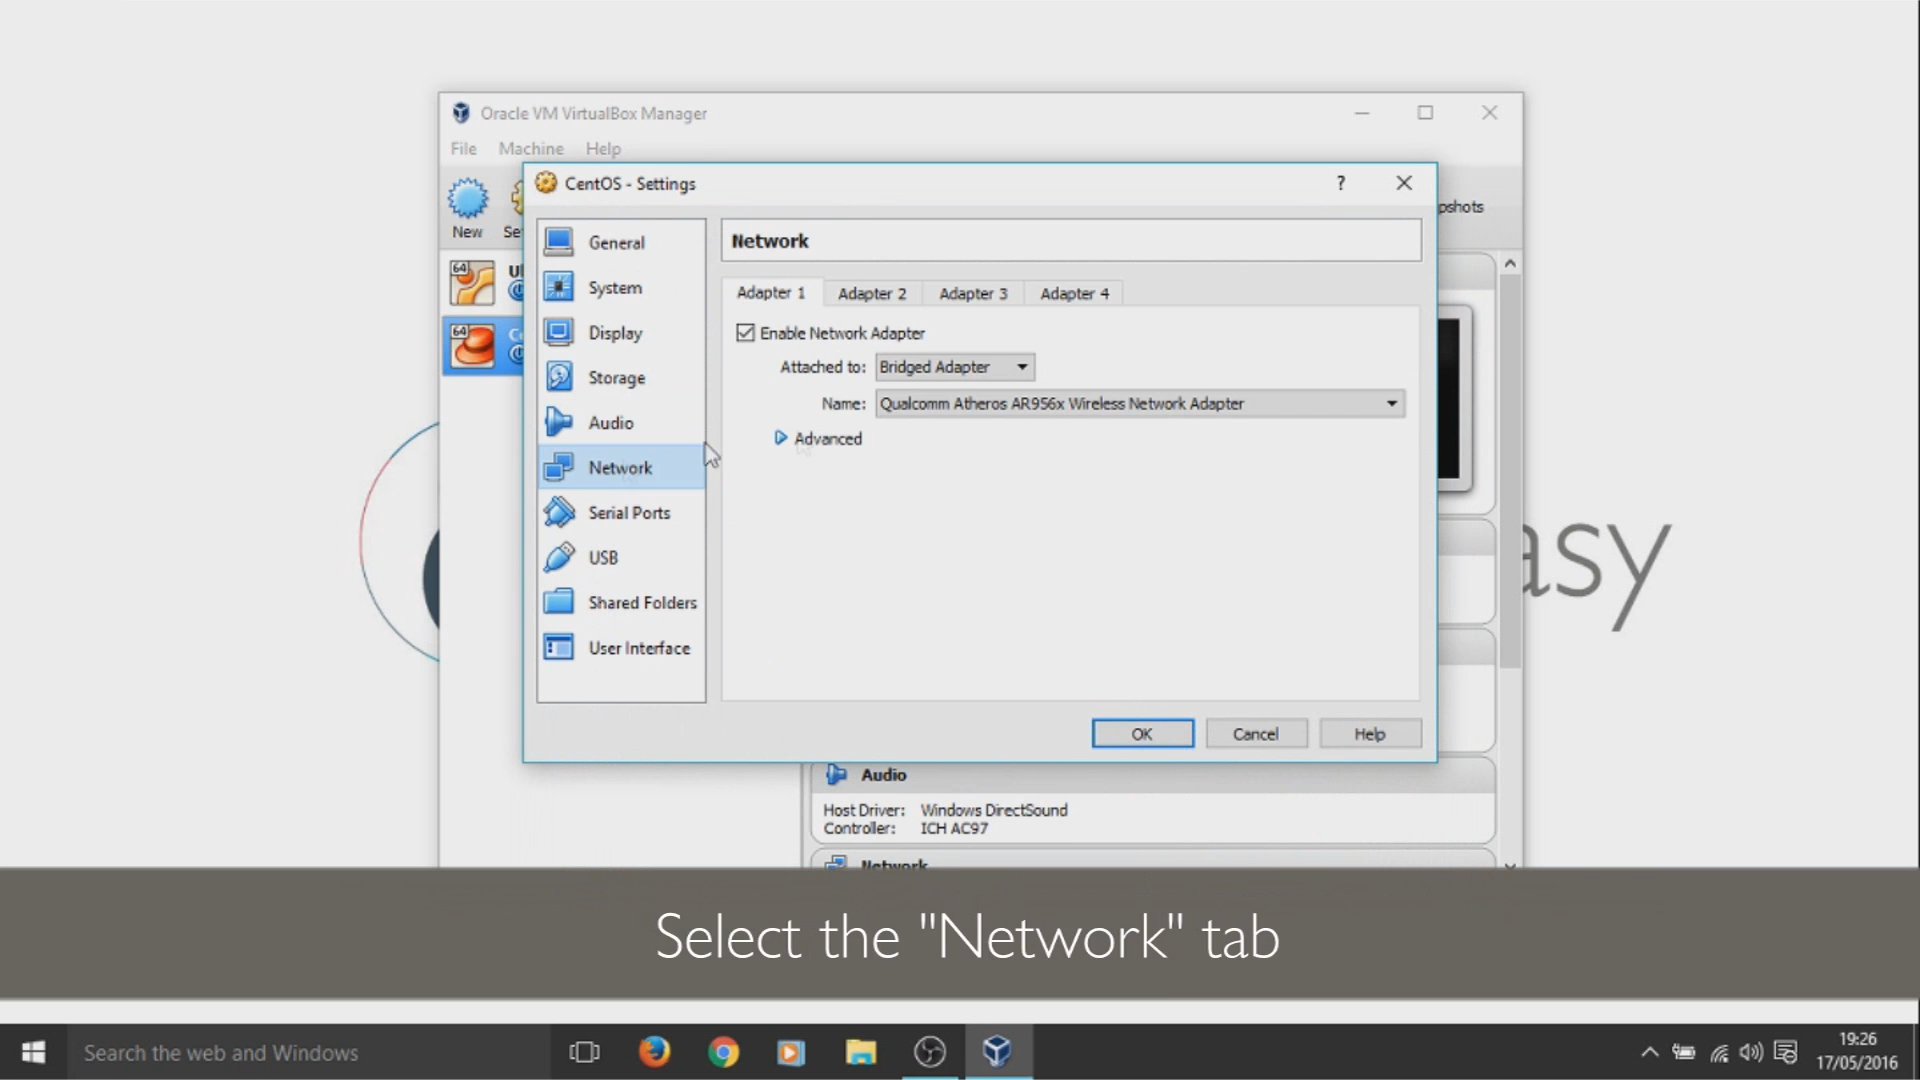 Oracle VM VirtualBox Manager
File Machine Help
CentOS - Settings
?
New
pshots
64
64
General
System
Display
Storage
Audio
Network
Serial Ports
USB
Shared Folders
User Interface
Network
Adapter 1 Adapter 2 Adapter 3 Adapter 4
Enable Network Adapter
Attached to: Bridged Adapter
Name: Qualcomm Atheros AR956x Wireless Network Adapter
Advanced
OK Cancel Help
asy
Audio
Host Driver: Windows DirectSound
Controller: ICH AC97
Network
Select the "Network" tab
Search the web and Windows
19:26
17/05/2016